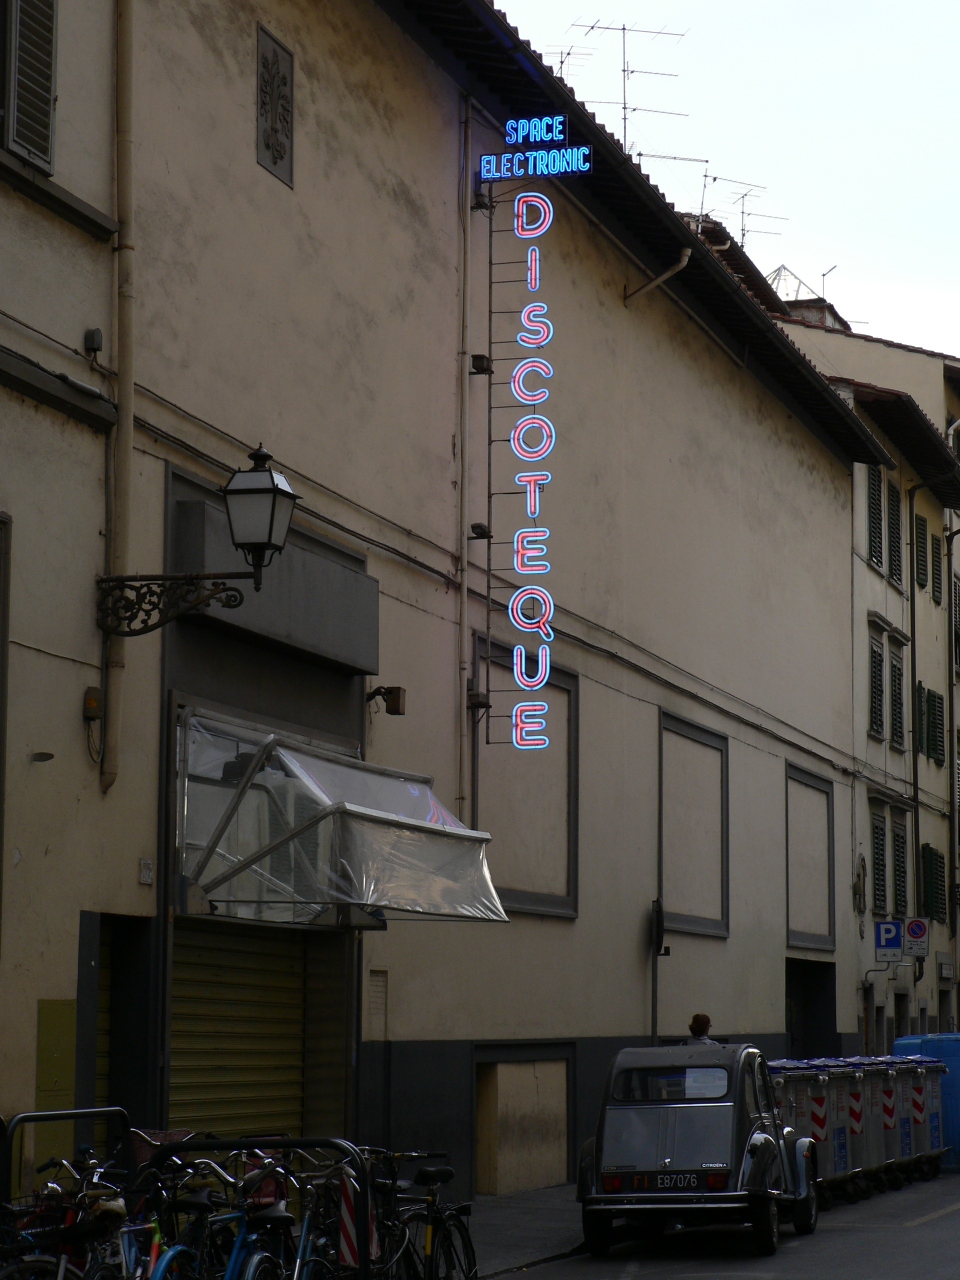 SPACE
ELECTRONIC
DISCOTEQUE
P
CITROËN
FI E87076